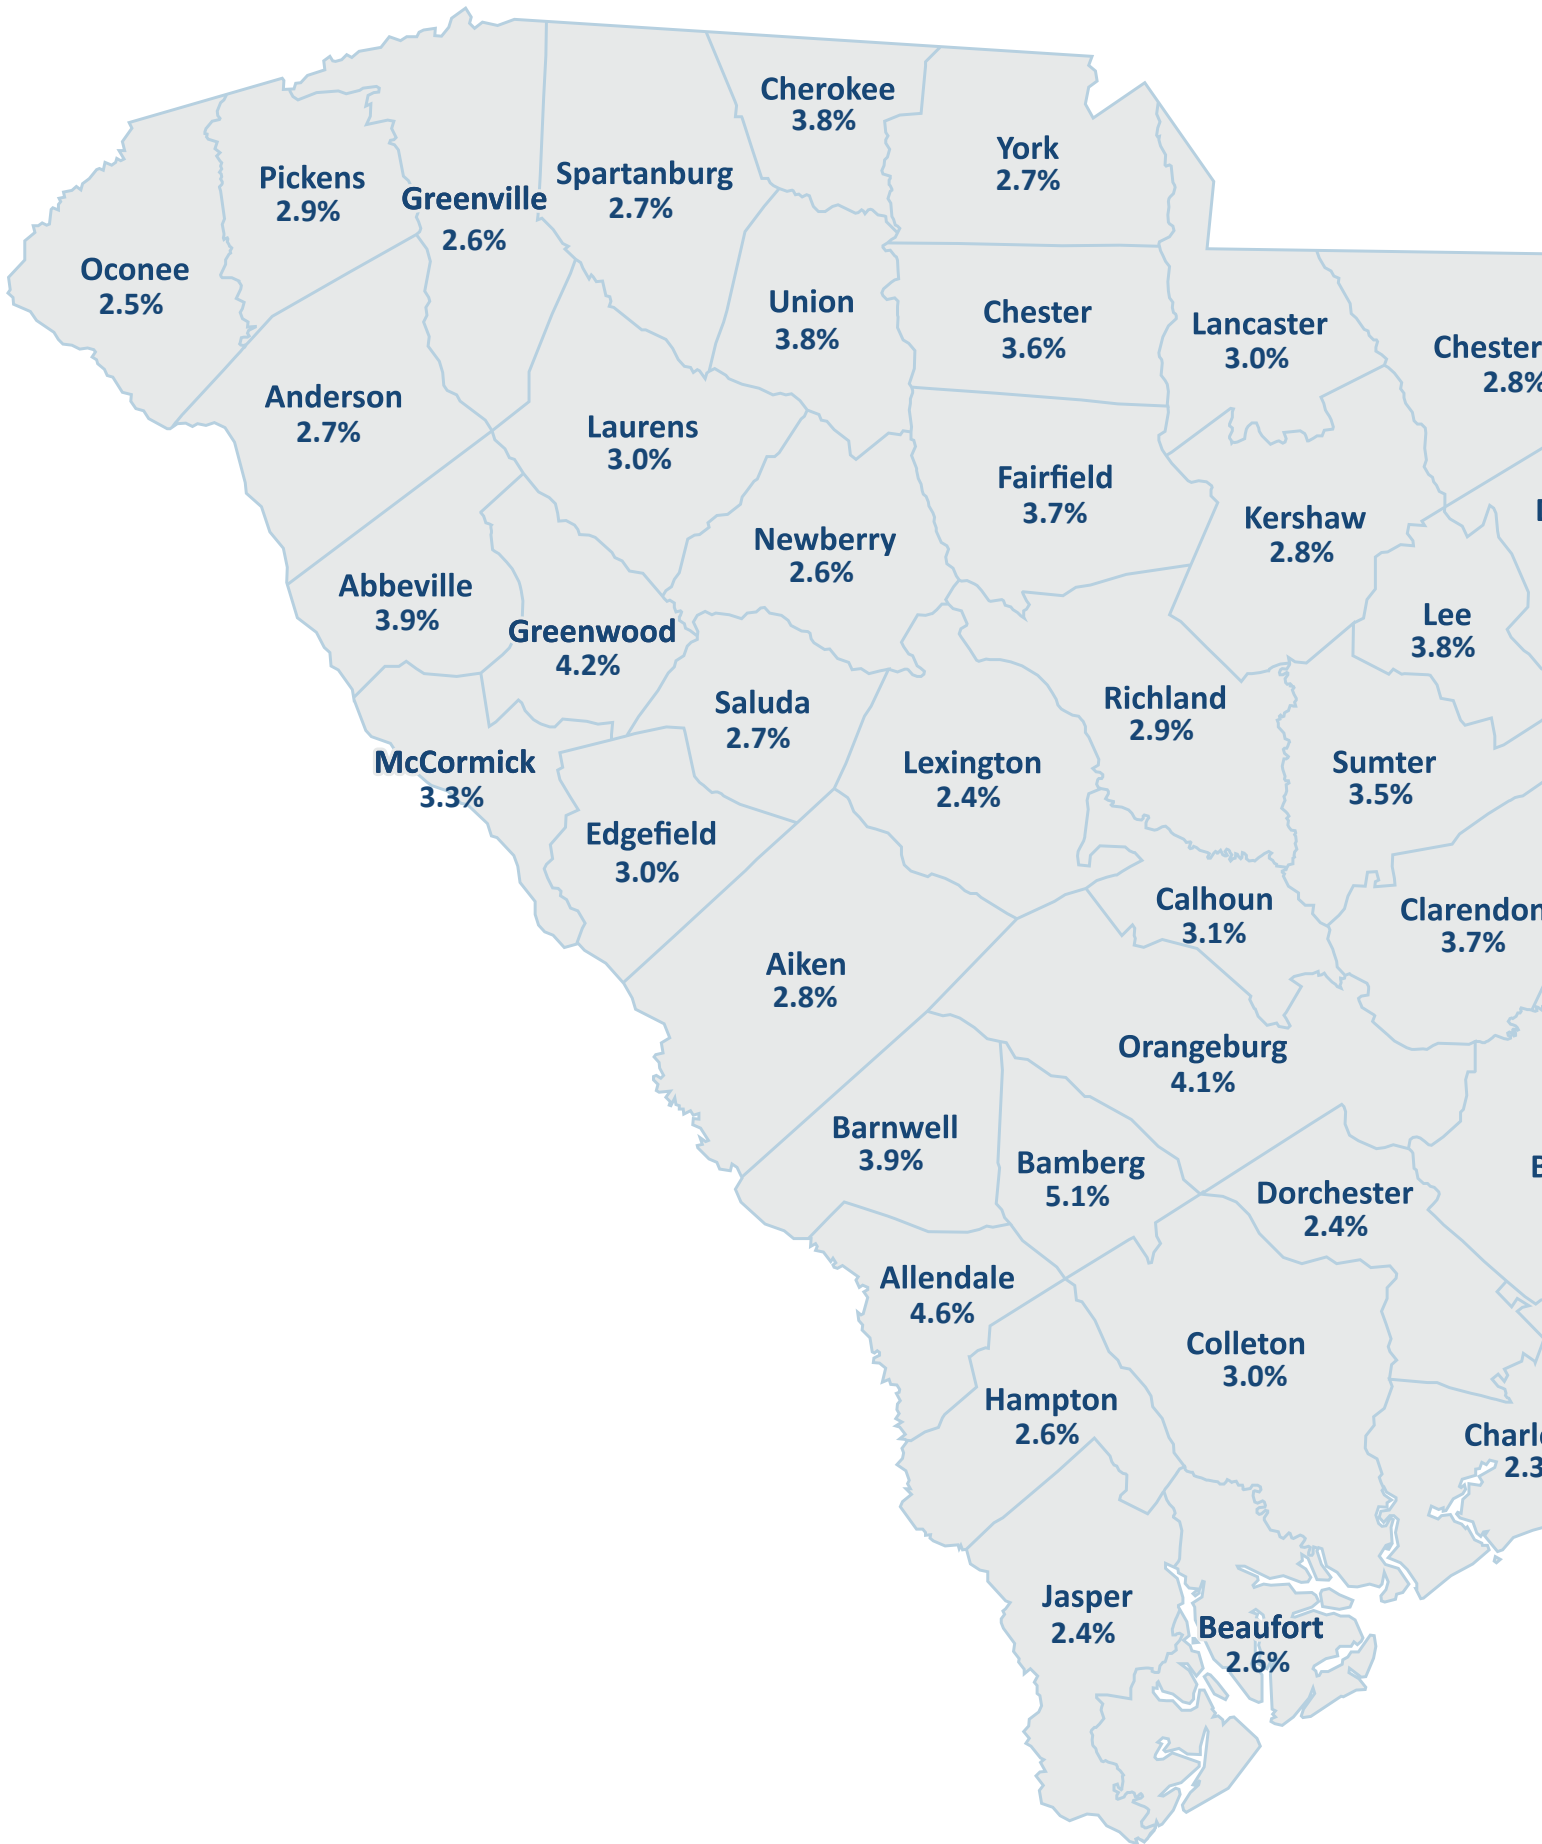 Cherokee
3.8%
York
2.7%
Pickens
2.9%
Spartanburg
2.7%
Greenville
2.6%
Oconee
2.5%
Union
3.8%
Chester
3.6%
Lancaster
3.0%
Chester
2.8%
Anderson
2.7%
Laurens
3.0%
Fairfield
3.7%
Kershaw
2.8%
Newberry
2.6%
Abbeville
3.9%
Greenwood
4.2%
Lee
3.8%
Saluda
2.7%
Richland
2.9%
McCormick
3.3%
Lexington
2.4%
Sumter
3.5%
Edgefield
3.0%
Calhoun
3.1%
Clarendon
3.7%
Aiken
2.8%
Orangeburg
4.1%
Barnwell
3.9%
Bamberg
5.1%
Dorchester
2.4%
Allendale
4.6%
Colleton
3.0%
Hampton
2.6%
Charl
2.3
Jasper
2.4%
Beaufort
2.6%